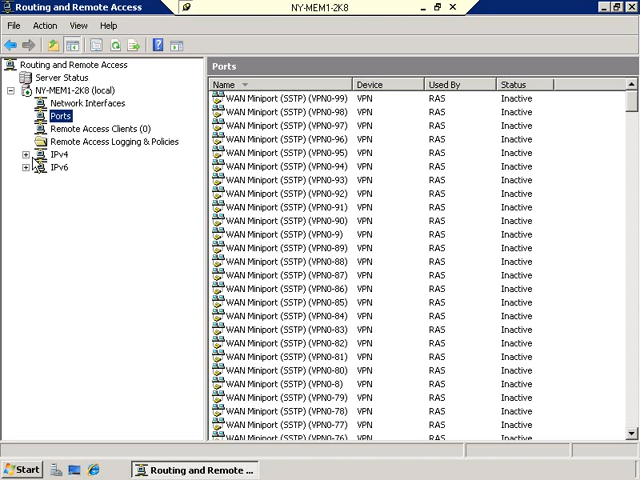 Routing and Remote Access
NY-MEM1-2K8
File Action View Help
Routing and Remote Access
Server Status
NY-MEM1-2K8 (local)
Network Interfaces
Ports
Remote Access Clients (0)
Remote Access Logging & Policies
IPv4
IPv6
Ports
Name Device Used By Status
WAN Miniport (SSTP) (VPN0-99) VPN RAS Inactive
WAN Miniport (SSTP) (VPN0-98) VPN RAS Inactive
WAN Miniport (SSTP) (VPN0-97) VPN RAS Inactive
WAN Miniport (SSTP) (VPN0-96) VPN RAS Inactive
WAN Miniport (SSTP) (VPN0-95) VPN RAS Inactive
WAN Miniport (SSTP) (VPN0-94) VPN RAS Inactive
WAN Miniport (SSTP) (VPN0-93) VPN RAS Inactive
WAN Miniport (SSTP) (VPN0-92) VPN RAS Inactive
WAN Miniport (SSTP) (VPN0-91) VPN RAS Inactive
WAN Miniport (SSTP) (VPN0-90) VPN RAS Inactive
WAN Miniport (SSTP) (VPN0-9) VPN RAS Inactive
WAN Miniport (SSTP) (VPN0-89) VPN RAS Inactive
WAN Miniport (SSTP) (VPN0-88) VPN RAS Inactive
WAN Miniport (SSTP) (VPN0-87) VPN RAS Inactive
WAN Miniport (SSTP) (VPN0-86) VPN RAS Inactive
WAN Miniport (SSTP) (VPN0-85) VPN RAS Inactive
WAN Miniport (SSTP) (VPN0-84) VPN RAS Inactive
WAN Miniport (SSTP) (VPN0-83) VPN RAS Inactive
WAN Miniport (SSTP) (VPN0-82) VPN RAS Inactive
WAN Miniport (SSTP) (VPN0-81) VPN RAS Inactive
WAN Miniport (SSTP) (VPN0-80) VPN RAS Inactive
WAN Miniport (SSTP) (VPN0-8) VPN RAS Inactive
WAN Miniport (SSTP) (VPN0-79) VPN RAS Inactive
WAN Miniport (SSTP) (VPN0-78) VPN RAS Inactive
WAN Miniport (SSTP) (VPN0-77) VPN RAS Inactive
WAN Miniport (SSTP) (VPN0-76) VPN RAS Inactive
Start
Routing and Remote ...